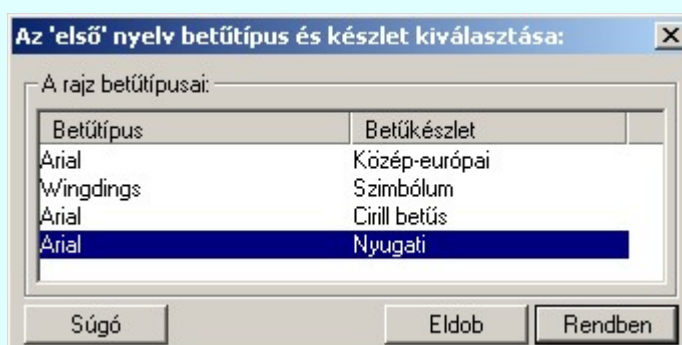 Az 'első' nyelv betűtípus és készlet kiválasztása:
A rajz betűtípusai:
Betűtípus Betűkészlet
Arial Közép-európai
Wingdings Szimbólum
Arial Cirill betűs
Arial Nyugati
Súgó Eldob Rendben